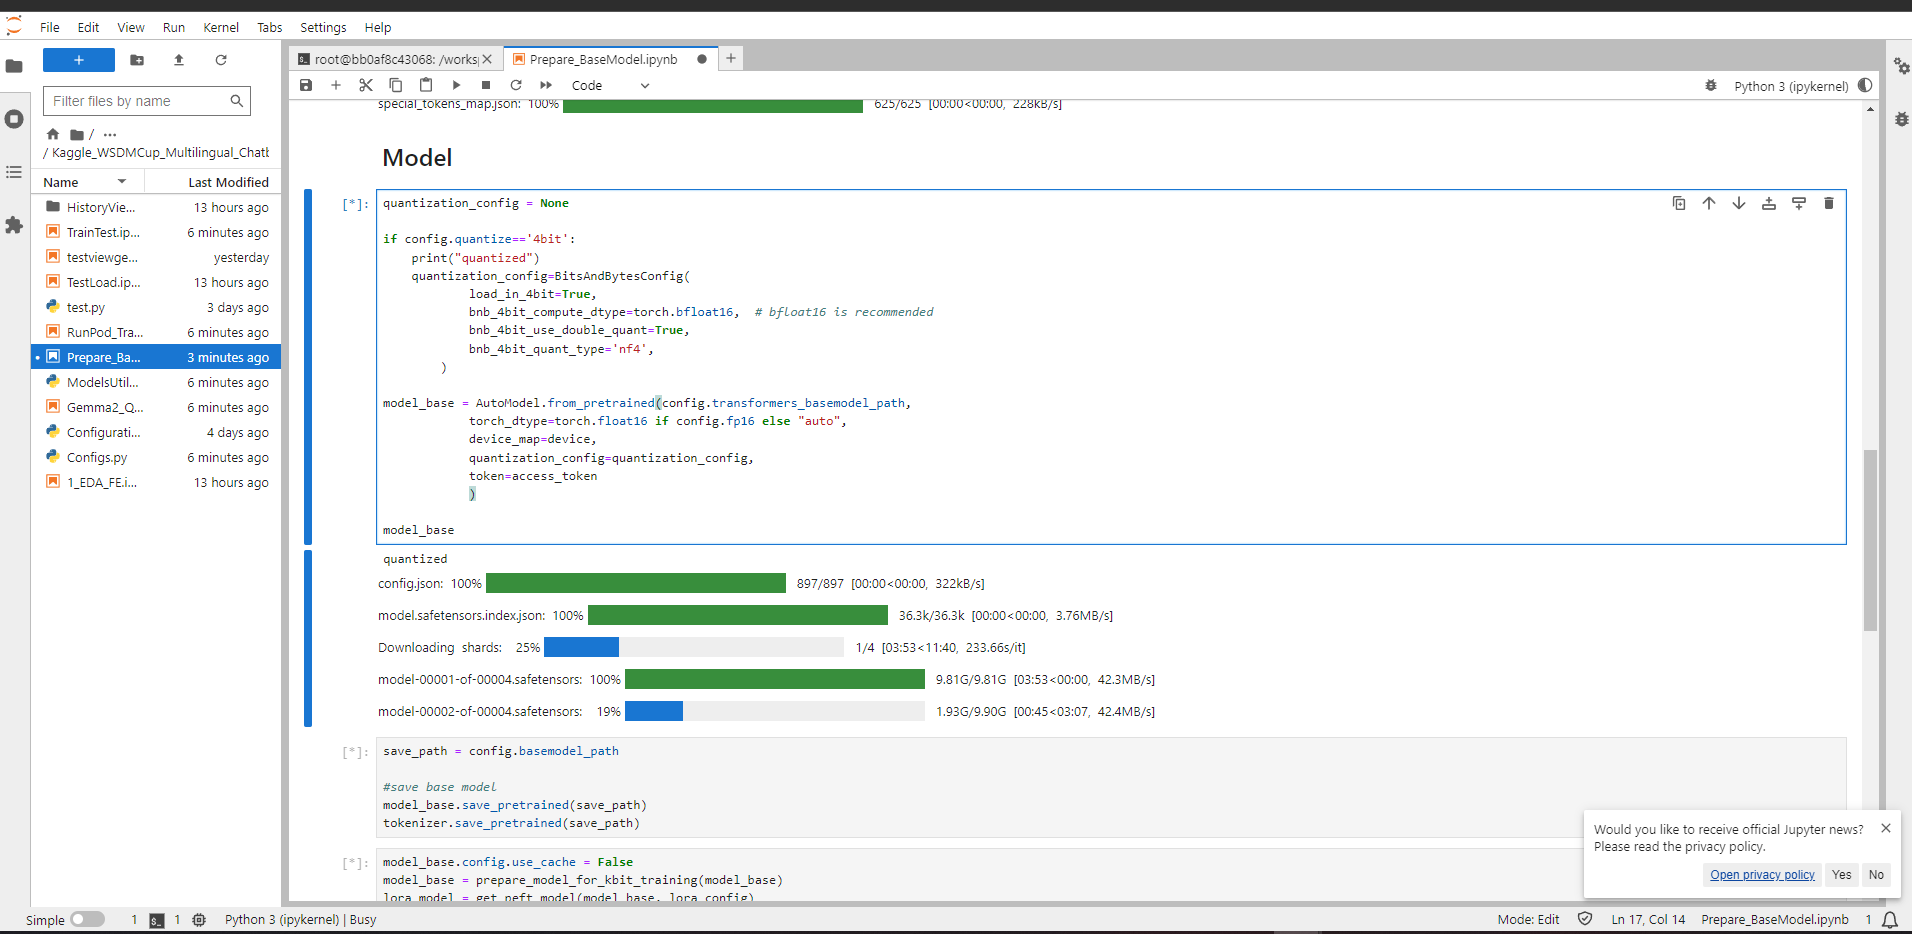 File Edit View Run Kernel Tabs Settings Help
root@bb0af8c43068: /works
Prepare_BaseModel.ipynb
Code
Python 3 (ipykernel)
Filter files by name
/ ...
/ Kaggle_WSDMCup_Multilingual_Chatb
Name Last Modified
HistoryVie... 13 hours ago
TrainTest.ip... 6 minutes ago
testviewge... yesterday
TestLoad.ip... 13 hours ago
test.py 3 days ago
RunPod_Tra... 6 minutes ago
Prepare_Ba... 3 minutes ago
ModelsUtil... 6 minutes ago
Gemma2_Q... 6 minutes ago
Configurati... 4 days ago
Configs.py 6 minutes ago
1_EDA_FE.i... 13 hours ago
special_tokens_map.json: 100% 625/625 [00:00<00:00, 228kB/s]
Model
[*]:
quantization_config = None
if config.quantize=='4bit':
print("quantized")
quantization_config=BitsAndBytesConfig(
load_in_4bit=True,
bnb_4bit_compute_dtype=torch.bfloat16, # bfloat16 is recommended
bnb_4bit_use_double_quant=True,
bnb_4bit_quant_type='nf4',
)
model_base = AutoModel.from_pretrained(config.transformers_basemodel_path,
torch_dtype=torch.float16 if config.fp16 else "auto",
device_map=device,
quantization_config=quantization_config,
token=access_token
)
model_base
quantized
config.json: 100% 897/897 [00:00<00:00, 322kB/s]
model.safetensors.index.json: 100% 36.3k/36.3k [00:00<00:00, 3.76MB/s]
Downloading shards: 25% 1/4 [03:53<11:40, 233.66s/it]
model-00001-of-00004.safetensors: 100% 9.81G/9.81G [03:53<00:00, 42.3MB/s]
model-00002-of-00004.safetensors: 19% 1.93G/9.90G [00:45<03:07, 42.4MB/s]
[*]:
save_path = config.basemodel_path
#save base model
model_base.save_pretrained(save_path)
tokenizer.save_pretrained(save_path)
[*]:
model_base.config.use_cache = False
model_base = prepare_model_for_kbit_training(model_base)
lora_model = get_peft_model(model_base, lora_config)
Would you like to receive official Jupyter news?
Please read the privacy policy.
Open privacy policy Yes No
Simple 1 1 Python 3 (ipykernel) | Busy Mode: Edit Ln 17, Col 14 Prepare_BaseModel.ipynb 1